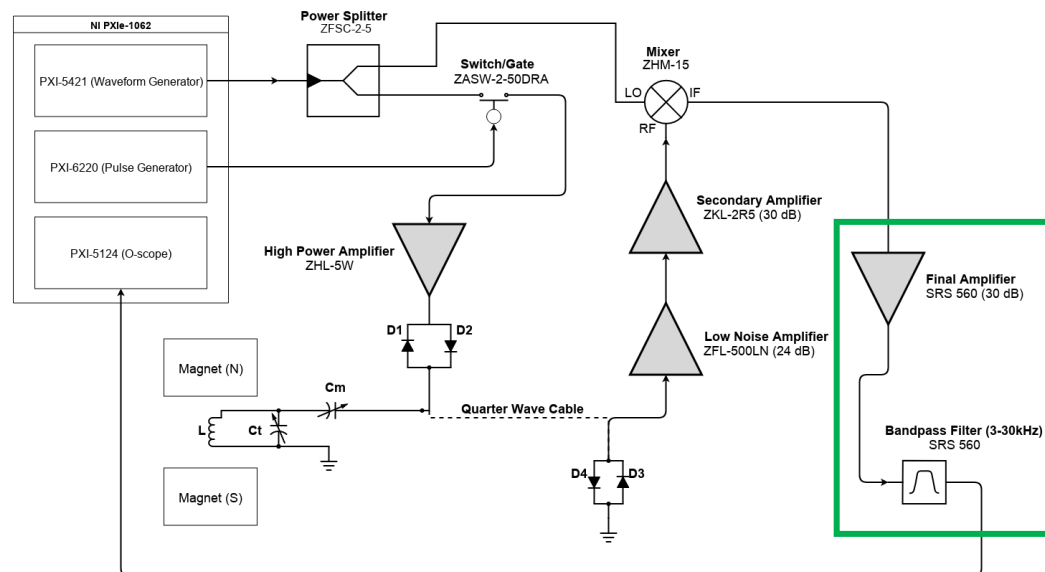 NI PXIe-1062
PXI-5421 (Waveform Generator)
PXI-6220 (Pulse Generator)
PXI-5124 (O-scope)
Power Splitter
ZFSC-2-5
Switch/Gate
ZASW-2-50DRA
Mixer
ZHM-15
LO
IF
RF
Secondary Amplifier
ZKL-2R5 (30 dB)
High Power Amplifier
ZHL-5W
Final Amplifier
SRS 560 (30 dB)
Low Noise Amplifier
ZFL-500LN (24 dB)
D1
D2
Magnet (N)
Cm
Quarter Wave Cable
L
Ct
Bandpass Filter (3-30kHz)
SRS 560
D4
D3
Magnet (S)